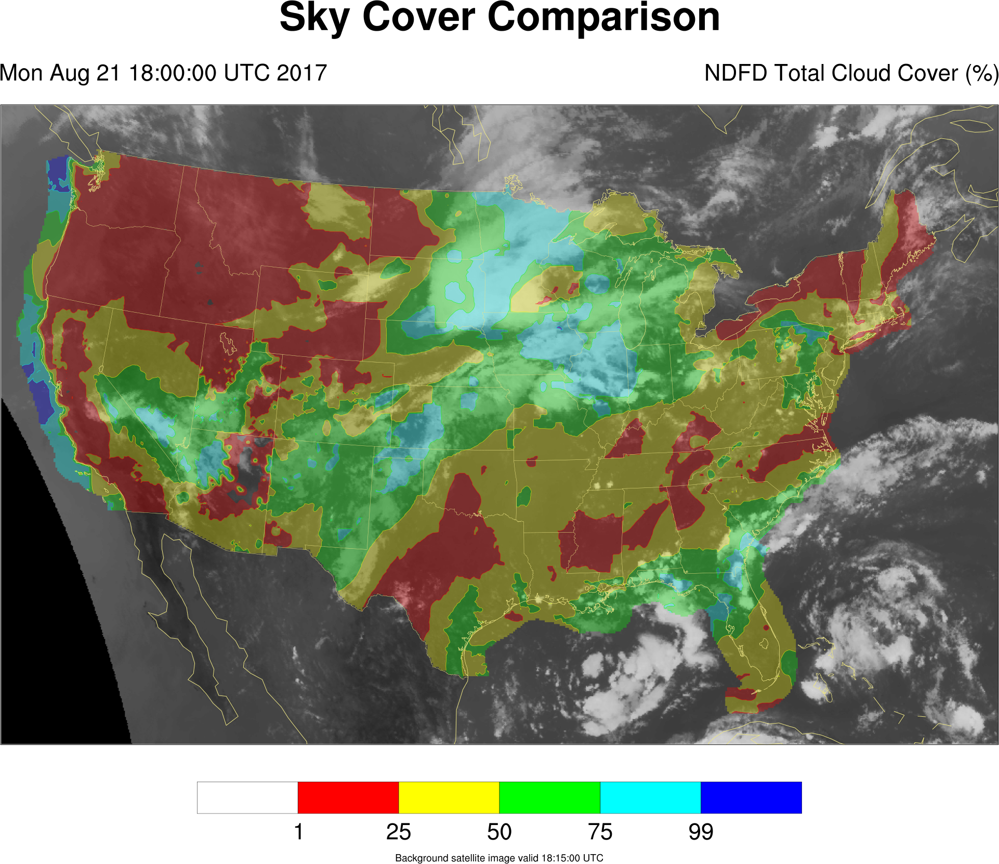 Sky Cover Comparison
Mon Aug 21 18:00:00 UTC 2017
NDFD Total Cloud Cover (%)
1 25 50 75 99
Background satellite image valid 18:15:00 UTC